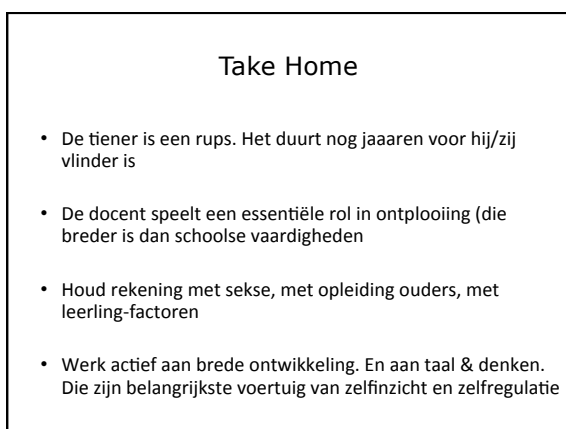 Take Home
• De tiener is een rups. Het duurt nog jaaaren voor hij/zij
vlinder is
• De docent speelt een essentiële rol in ontplooiing (die
breder is dan schoolse vaardigheden
• Houd rekening met sekse, met opleiding ouders, met
leerling-factoren
• Werk actief aan brede ontwikkeling. En aan taal & denken.
Die zijn belangrijkste voertuig van zelfinzicht en zelfregulatie